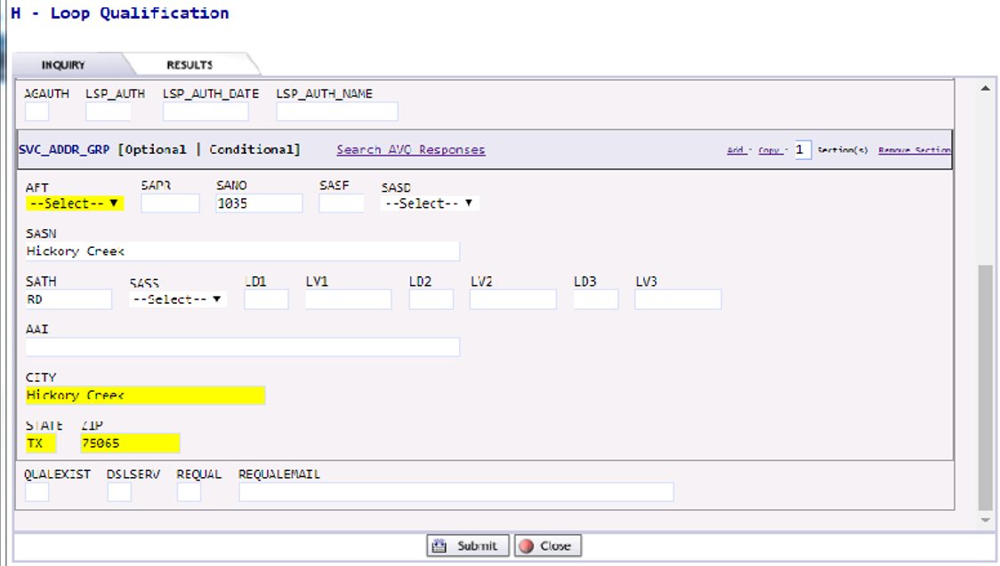 H - Loop Qualification
INQUIRY RESULTS
AGAUTH LSP_AUTH LSP_AUTH_DATE LSP_AUTH_NAME
SVC_ADDR_GRP [Optional | Conditional] Search AVQ Responses Add - Copy - 1 Section(s) Remove Section
AFT SAPR SANO SASF SASD
--Select-- 1035 --Select--
SASN
Hickory Creek
SATH SASS LD1 LV1 LD2 LV2 LD3 LV3
RD --Select--
AAI
CITY
Hickory Creek
STATE ZIP
TX 75065
QLALEXIST DSLSERV REQUAL REQUALEMAIL
Submit Close